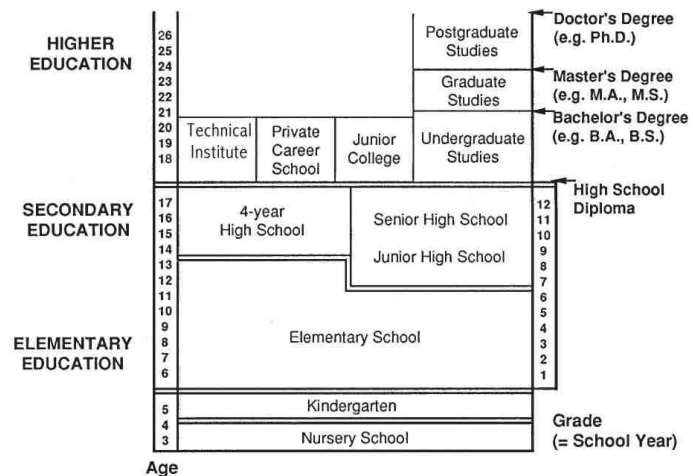 HIGHER
EDUCATION
26
25
24
23
22
21
20
19
18
Postgraduate
Studies
Graduate
Studies
Technical
Institute
Private
Career
School
Junior
College
Undergraduate
Studies
Doctor's Degree
(e.g. Ph.D.)
Master's Degree
(e.g. M.A., M.S.)
Bachelor's Degree
(e.g. B.A., B.S.)
High School
Diploma
SECONDARY
EDUCATION
17
16
15
14
13
12
11
10
9
8
7
6
4-year
High School
Senior High School
Junior High School
12
11
10
9
8
7
6
5
4
3
2
1
ELEMENTARY
EDUCATION
Elementary School
5
Kindergarten
4
3
Nursery School
Grade
(= School Year)
Age